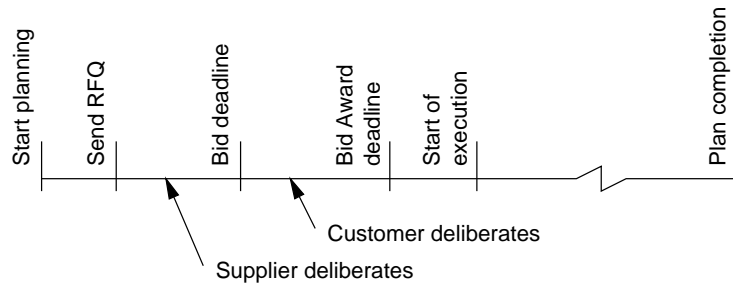 Start planning
Send RFQ
Bid deadline
Bid Award
deadline
Start of
execution
Plan completion
Customer deliberates
Supplier deliberates